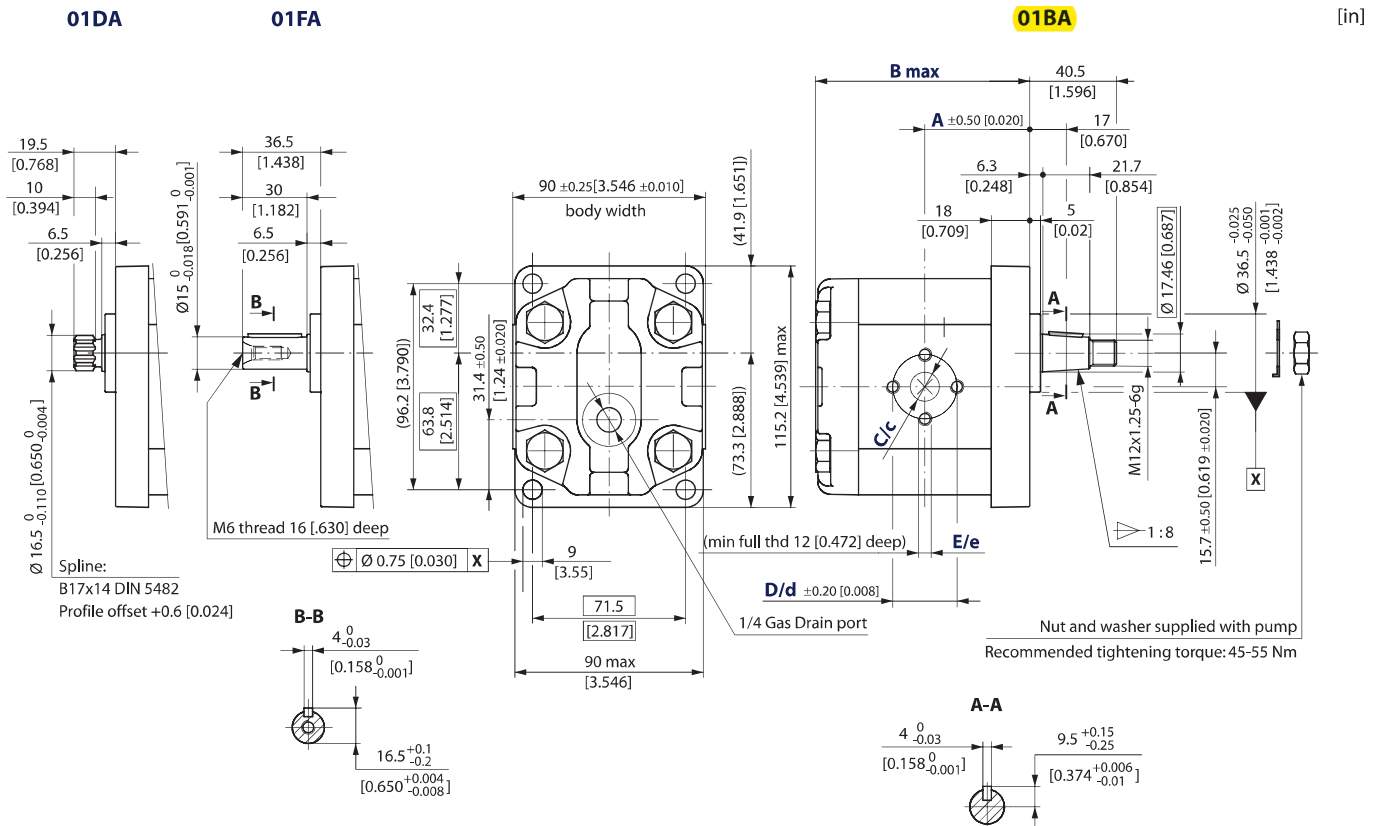 01DA
01FA
01BA
[in]
B max
40.5
[1.596]
A ±0.50 [0.020]
17
[0.670]
19.5
[0.768]
36.5
[1.438]
10
[0.394]
30
[1.182]
6.5
[0.256]
6.5
[0.256]
Ø15 0 -0.018 [0.591 0 -0.001]
90 ±0.25[3.546 ±0.010]
body width
(41.9 [1.651])
6.3
[0.248]
21.7
[0.854]
18
[0.709]
5
[0.02]
Ø 17.46 [0.687]
Ø 36.5 -0.025 -0.050
[1.438 -0.001 -0.002]
B
B
(96.2 [3.790])
32.4
[1.277]
63.8
[2.514]
31.4 ±0.50
[1.24 ±0.020]
115.2 [4.539] max
(73.3 [2.888])
C/c
A
A
M12x1.25-6g
15.7 ±0.50 [0.619 ±0.020]
X
1:8
Ø 16.5 0 -0.110 [0.650 0 -0.004]
M6 thread 16 [.630] deep
Ø 0.75 [0.030] X
9
[3.55]
(min full thd 12 [0.472] deep)
E/e
D/d ±0.20 [0.008]
Spline:
B17x14 DIN 5482
Profile offset +0.6 [0.024]
71.5
[2.817]
1/4 Gas Drain port
90 max
[3.546]
Nut and washer supplied with pump
Recommended tightening torque: 45-55 Nm
B-B
4 0 -0.03
[0.158 0 -0.001]
16.5 +0.1 -0.2
[0.650 +0.004 -0.008]
A-A
4 0 -0.03
[0.158 0 -0.001]
9.5 +0.15 -0.25
[0.374 +0.006 -0.01]